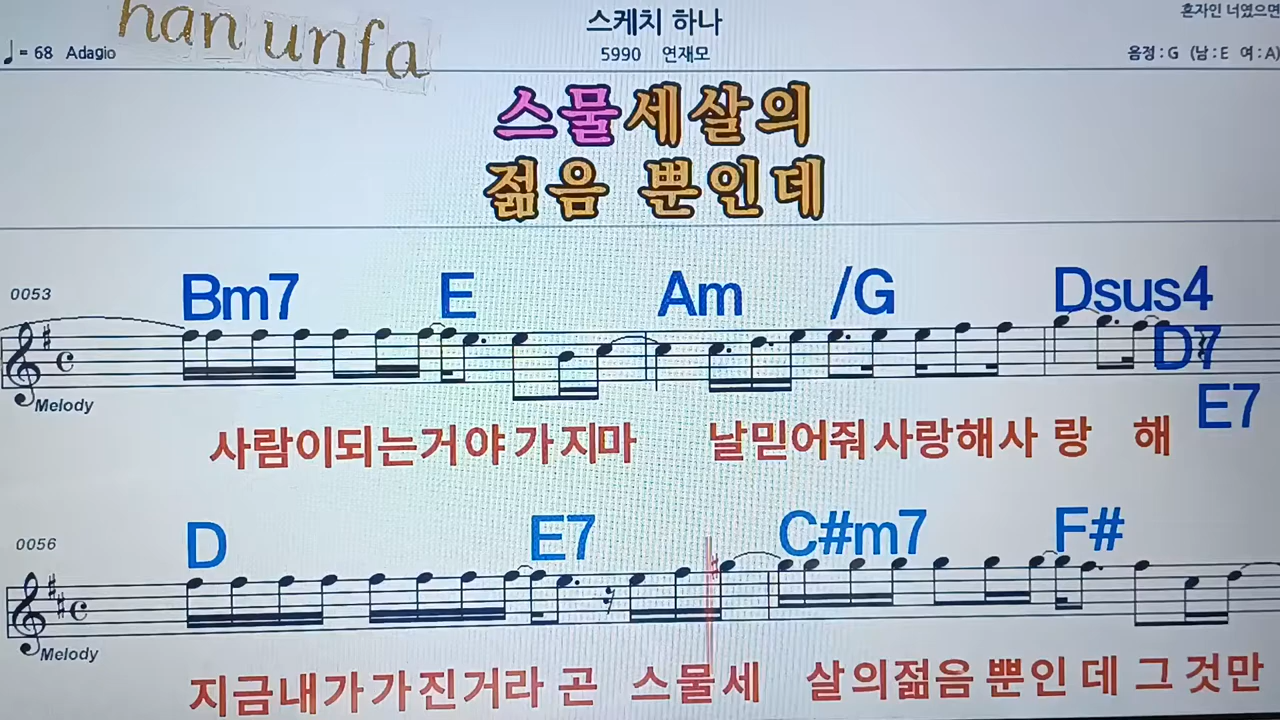 han unfa
스케치 하나
혼자인 너였으면
♩= 68 Adagio
5990 연재모
음정 : G (남 : E 여 : A)
스물세살의
젊음 뿐인데
Bm7 E Am /G Dsus4
0053
D7
E7
Melody
사람이되는거야가지마 날믿어줘사랑해사랑 해
D E7 C#m7 F#
0056
Melody
지금내가가진거라곤 스물세 살의젊음뿐인데그것만